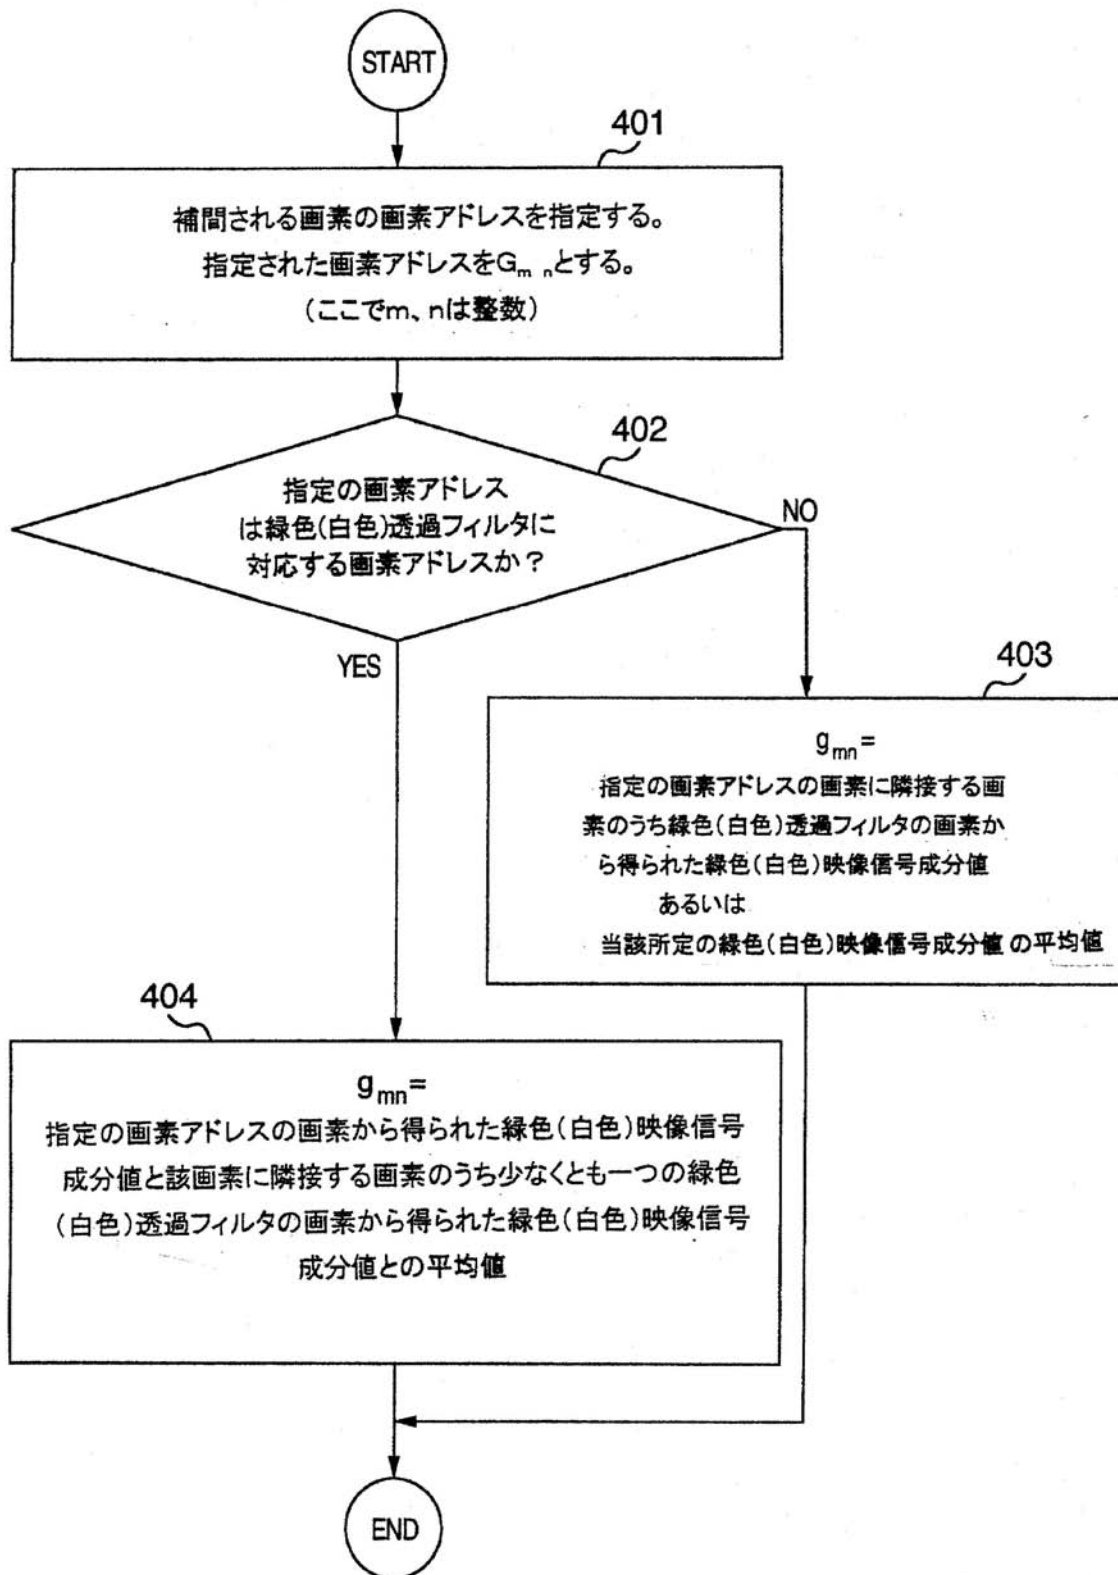 START
401
補間される画素の画素アドレスを指定する。
指定された画素アドレスをGm nとする。
(ここでm、nは整数)
402
指定の画素アドレス
は緑色(白色)透過フィルタに
対応する画素アドレスか?
NO
YES
403
gmn=
指定の画素アドレスの画素に隣接する画
素のうち緑色(白色)透過フィルタの画素か
ら得られた緑色(白色)映像信号成分値
あるいは
当該所定の緑色(白色)映像信号成分値の平均値
404
gmn=
指定の画素アドレスの画素から得られた緑色(白色)映像信号
成分値と該画素に隣接する画素のうち少なくとも一つの緑色
(白色)透過フィルタの画素から得られた緑色(白色)映像信号
成分値との平均値
END